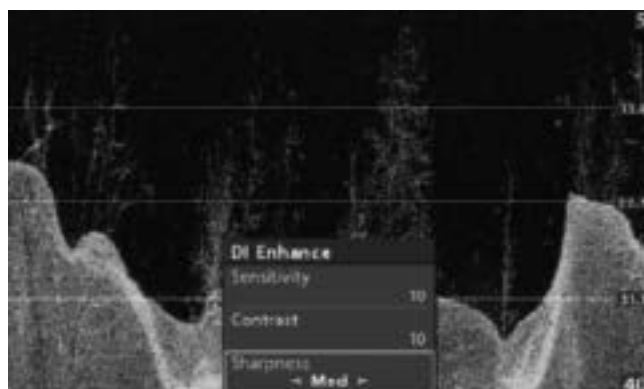 DI Enhance
Sensitivity
10
Contrast
10
Sharpness
◄ Med ►